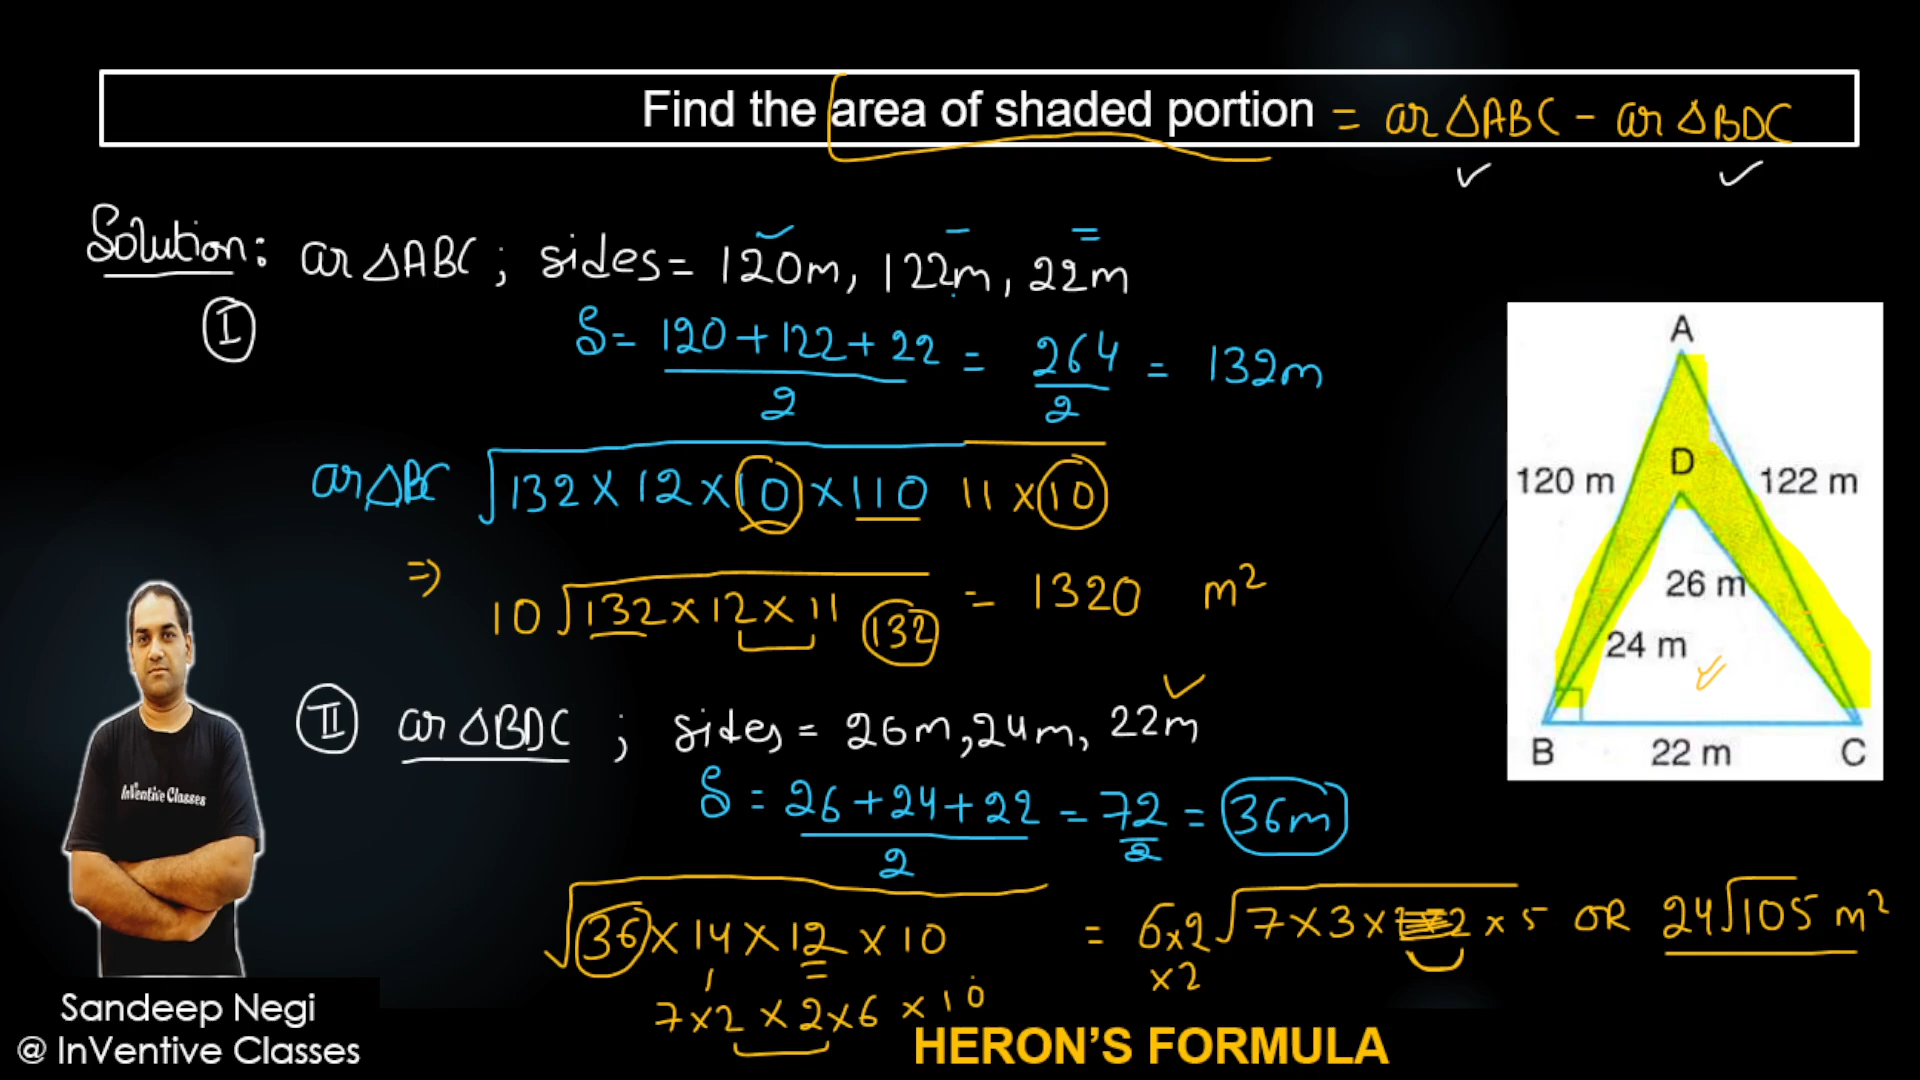 Find the area of shaded portion = ar △ABC - ar △BDC
Solution: ar △ABC ; sides = 120m, 122m, 22m
I
S = 120 + 122 + 22 / 2 = 264 / 2 = 132m
ar △BC √132 × 12 × 10 × 110 11 × 10
⇒ 10√132 × 12 × 11 132 = 1320 m²
II ar △BDC ; sides = 26m, 24m, 22m
S = 26 + 24 + 22 / 2 = 72 / 2 = 36m
√36 × 14 × 12 × 10 = 6×2√7 × 3 × 2 × 5 OR 24√105 m²
×2
7 × 2 × 2 × 6 × 10
A
D
120 m
122 m
26 m
24 m
B
22 m
C
InVentive Classes
Sandeep Negi
@ InVentive Classes
HERON'S FORMULA